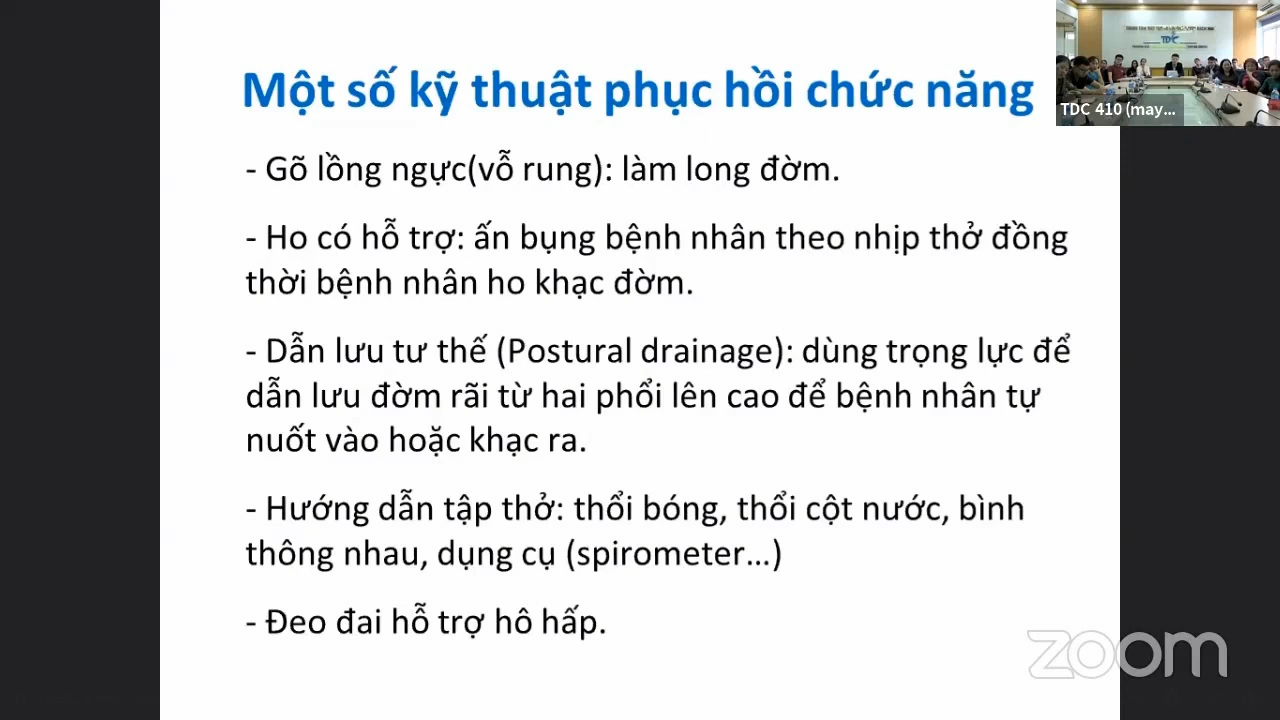 Một số kỹ thuật phục hồi chức năng
TDC
TDC 410 (may...
- Gõ lồng ngực(vỗ rung): làm long đờm.
- Ho có hỗ trợ: ấn bụng bệnh nhân theo nhịp thở đồng
thời bệnh nhân ho khạc đờm.
- Dẫn lưu tư thế (Postural drainage): dùng trọng lực để
dẫn lưu đờm rãi từ hai phổi lên cao để bệnh nhân tự
nuốt vào hoặc khạc ra.
- Hướng dẫn tập thở: thổi bóng, thổi cột nước, bình
thông nhau, dụng cụ (spirometer...)
- Đeo đai hỗ trợ hô hấp.
zoom